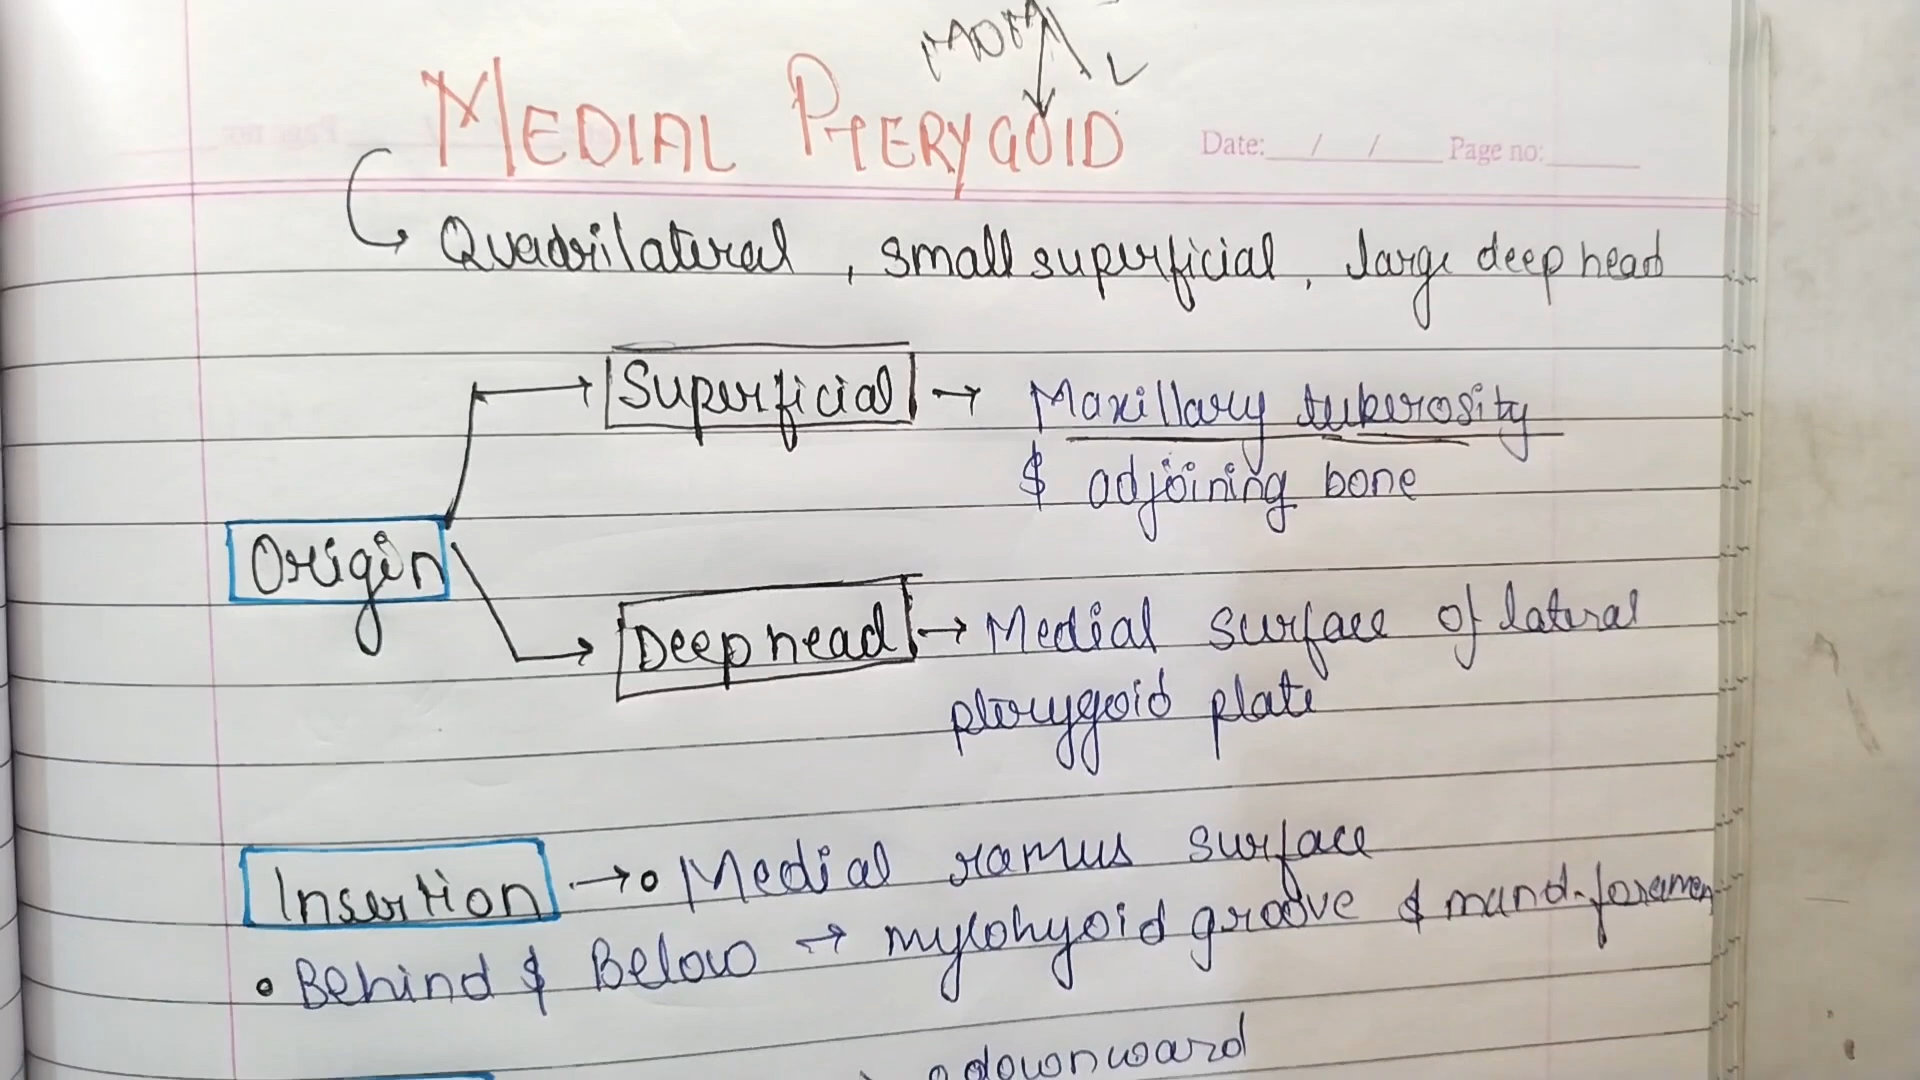 MOM
MEDIAL PTERYGOID
Date: / / Page no:
Quadrilateral, small superficial, large deep head
Superficial → Maxillary tuberosity
& adjoining bone
Origin
Deep head → Medial surface of lateral
pterygoid plate
Insertion → Medial ramus surface
• Behind & Below → mylohyoid groove & mand. foramen
downward